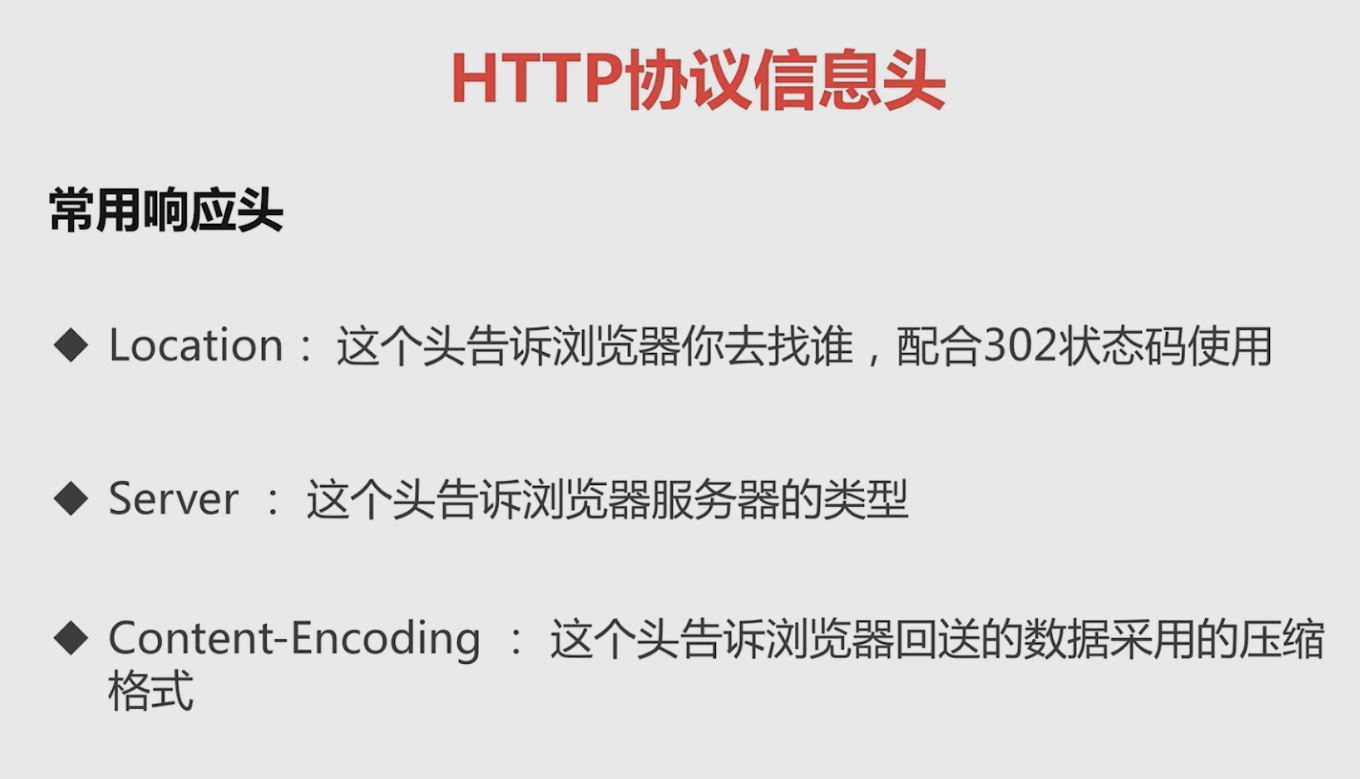 HTTP协议信息头
常用响应头
◆ Location： 这个头告诉浏览器你去找谁，配合302状态码使用
◆ Server ： 这个头告诉浏览器服务器的类型
◆ Content-Encoding ： 这个头告诉浏览器回送的数据采用的压缩
格式